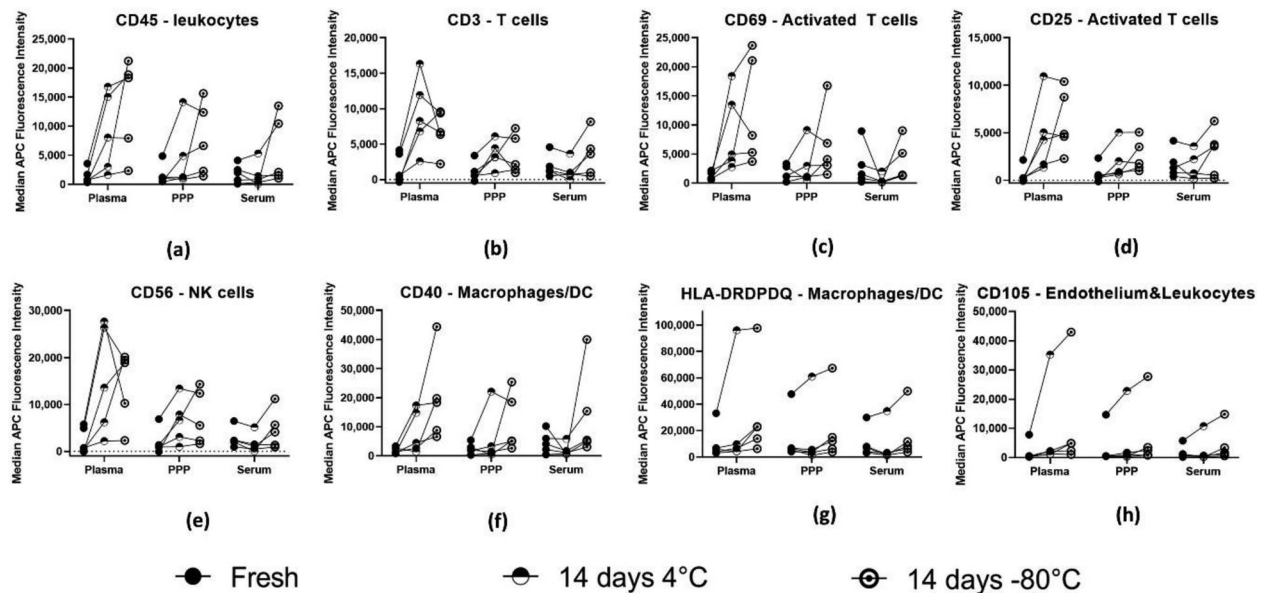 CD45 - leukocytes
Median APC Fluorescence Intensity
25,000
20,000
15,000
10,000
5,000
0
Plasma PPP Serum
(a)
CD3 - T cells
Median APC Fluorescence Intensity
20,000
15,000
10,000
5,000
0
Plasma PPP Serum
(b)
CD69 - Activated T cells
Median APC Fluorescence Intensity
25,000
20,000
15,000
10,000
5,000
0
Plasma PPP Serum
(c)
CD25 - Activated T cells
Median APC Fluorescence Intensity
15,000
10,000
5,000
0
Plasma PPP Serum
(d)
CD56 - NK cells
Median APC Fluorescence Intensity
30,000
20,000
10,000
0
Plasma PPP Serum
(e)
CD40 - Macrophages/DC
Median APC Fluorescence Intensity
50,000
40,000
30,000
20,000
10,000
0
Plasma PPP Serum
(f)
HLA-DRDPDQ - Macrophages/DC
Median APC Fluorescence Intensity
100,000
80,000
60,000
40,000
20,000
0
Plasma PPP Serum
(g)
CD105 - Endothelium&Leukocytes
Median APC Fluorescence Intensity
50,000
40,000
30,000
20,000
10,000
0
Plasma PPP Serum
(h)
Fresh
14 days 4°C
14 days -80°C